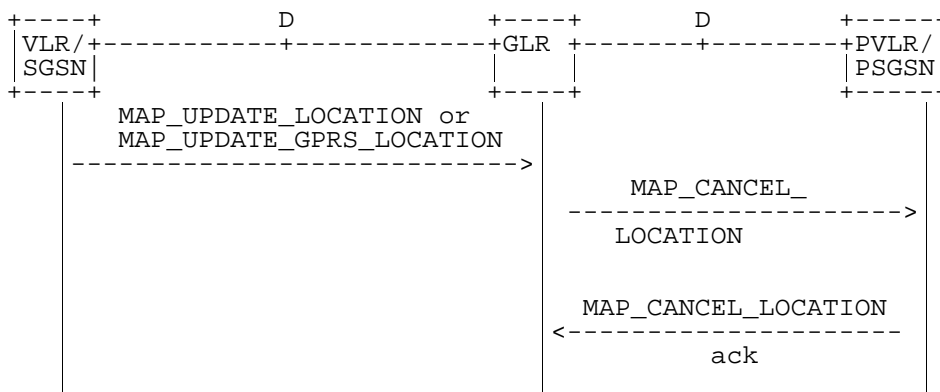 +----+ D +----+ D +------
VLR/+-----------+------------+GLR +-------+--------+PVLR/
SGSN| PSGSN
+----+ +----+ +------
MAP_UPDATE_LOCATION or
MAP_UPDATE_GPRS_LOCATION
---------------------------->
MAP_CANCEL_
--------------------->
LOCATION
MAP_CANCEL_LOCATION
<---------------------
ack